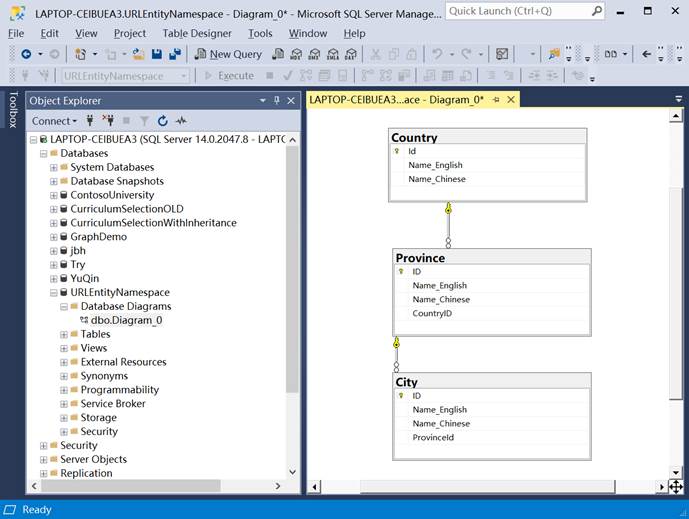 LAPTOP-CEIBUEA3.URLEntityNamespace - Diagram_0* - Microsoft SQL Server Manage...
Quick Launch (Ctrl+Q)
File Edit View Project Table Designer Tools Window Help
New Query MDX DMX XMLA DAX
URLEntityNamespace Execute
Toolbox
Object Explorer
Connect
LAPTOP-CEIBUEA3 (SQL Server 14.0.2047.8 - LAPTO
Databases
System Databases
Database Snapshots
ContosoUniversity
CurriculumSelectionOLD
CurriculumSelectionWithInheritance
GraphDemo
jbh
Try
YuQin
URLEntityNamespace
Database Diagrams
dbo.Diagram_0
Tables
Views
External Resources
Synonyms
Programmability
Service Broker
Storage
Security
Security
Server Objects
Replication
LAPTOP-CEIBUEA3...ace - Diagram_0*
Country
Id
Name_English
Name_Chinese
Province
ID
Name_English
Name_Chinese
CountryID
City
ID
Name_English
Name_Chinese
ProvinceId
Ready